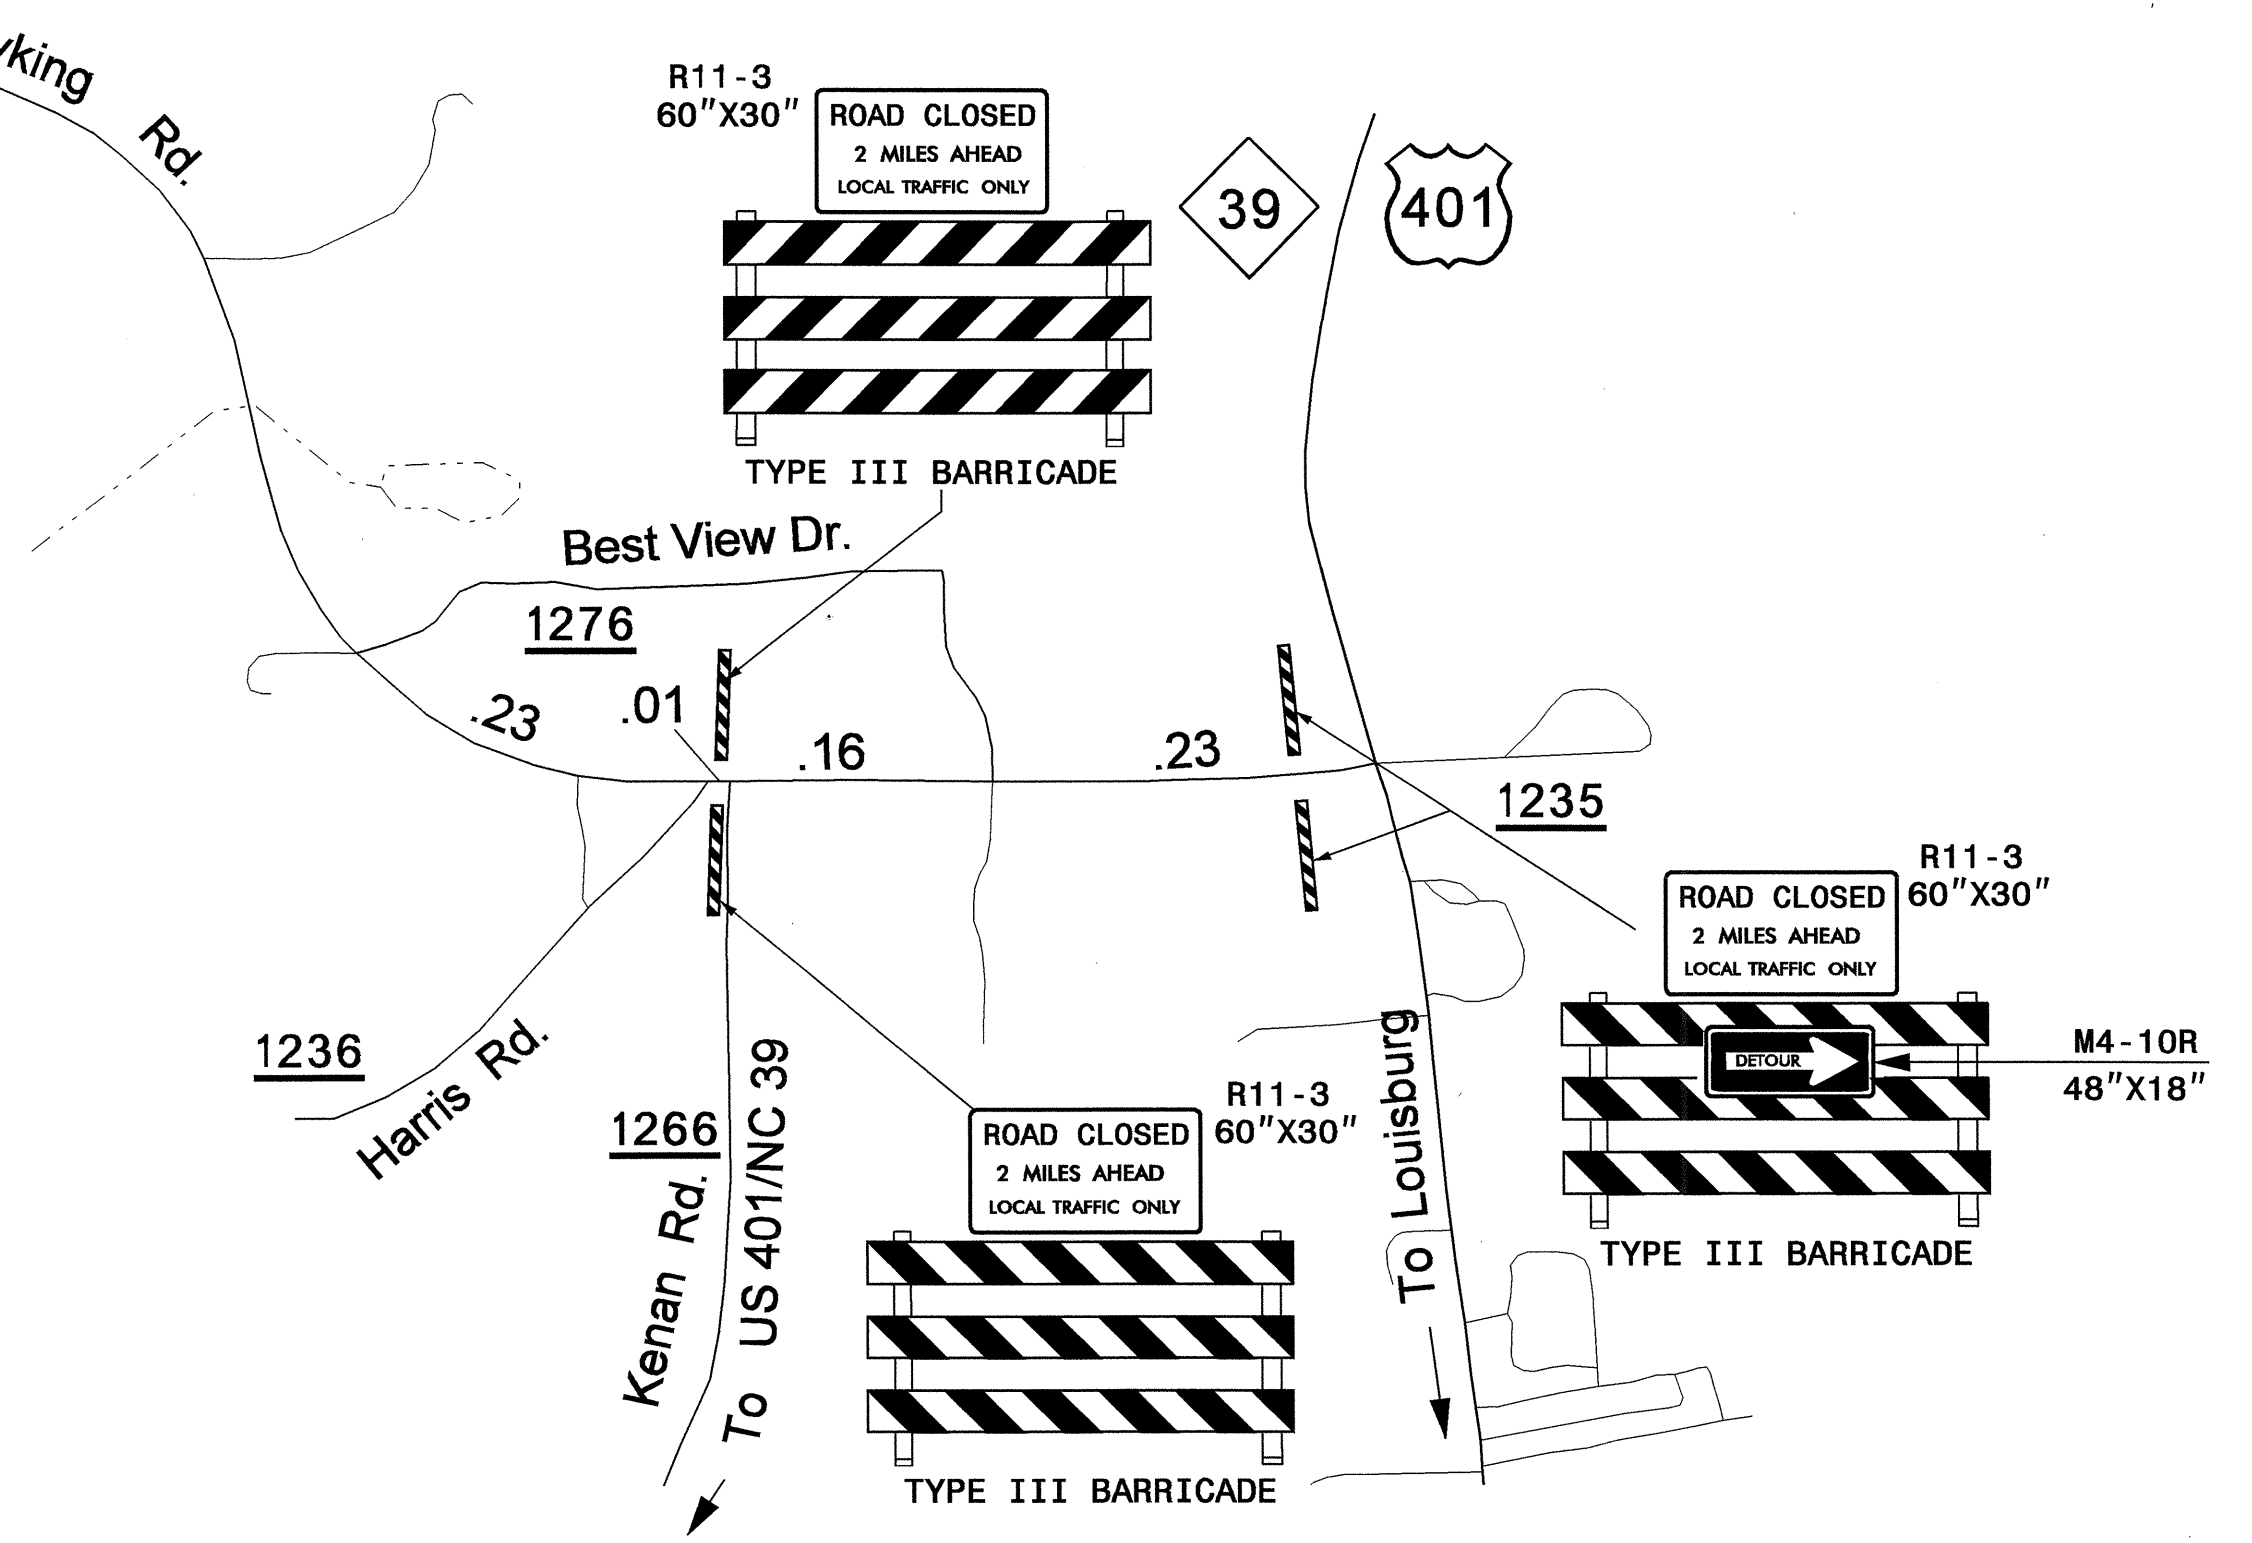 Rd.
R11-3
60"X30"
ROAD CLOSED
2 MILES AHEAD
LOCAL TRAFFIC ONLY
TYPE III BARRICADE
39
401
Best View Dr.
1276
.23
.01
.16
.23
1235
R11-3
60"X30"
ROAD CLOSED
2 MILES AHEAD
LOCAL TRAFFIC ONLY
DETOUR
M4-10R
48"X18"
TYPE III BARRICADE
1236
Harris Rd.
1266
Kenan Rd.
To US 401/NC 39
R11-3
60"X30"
ROAD CLOSED
2 MILES AHEAD
LOCAL TRAFFIC ONLY
TYPE III BARRICADE
To Louisburg